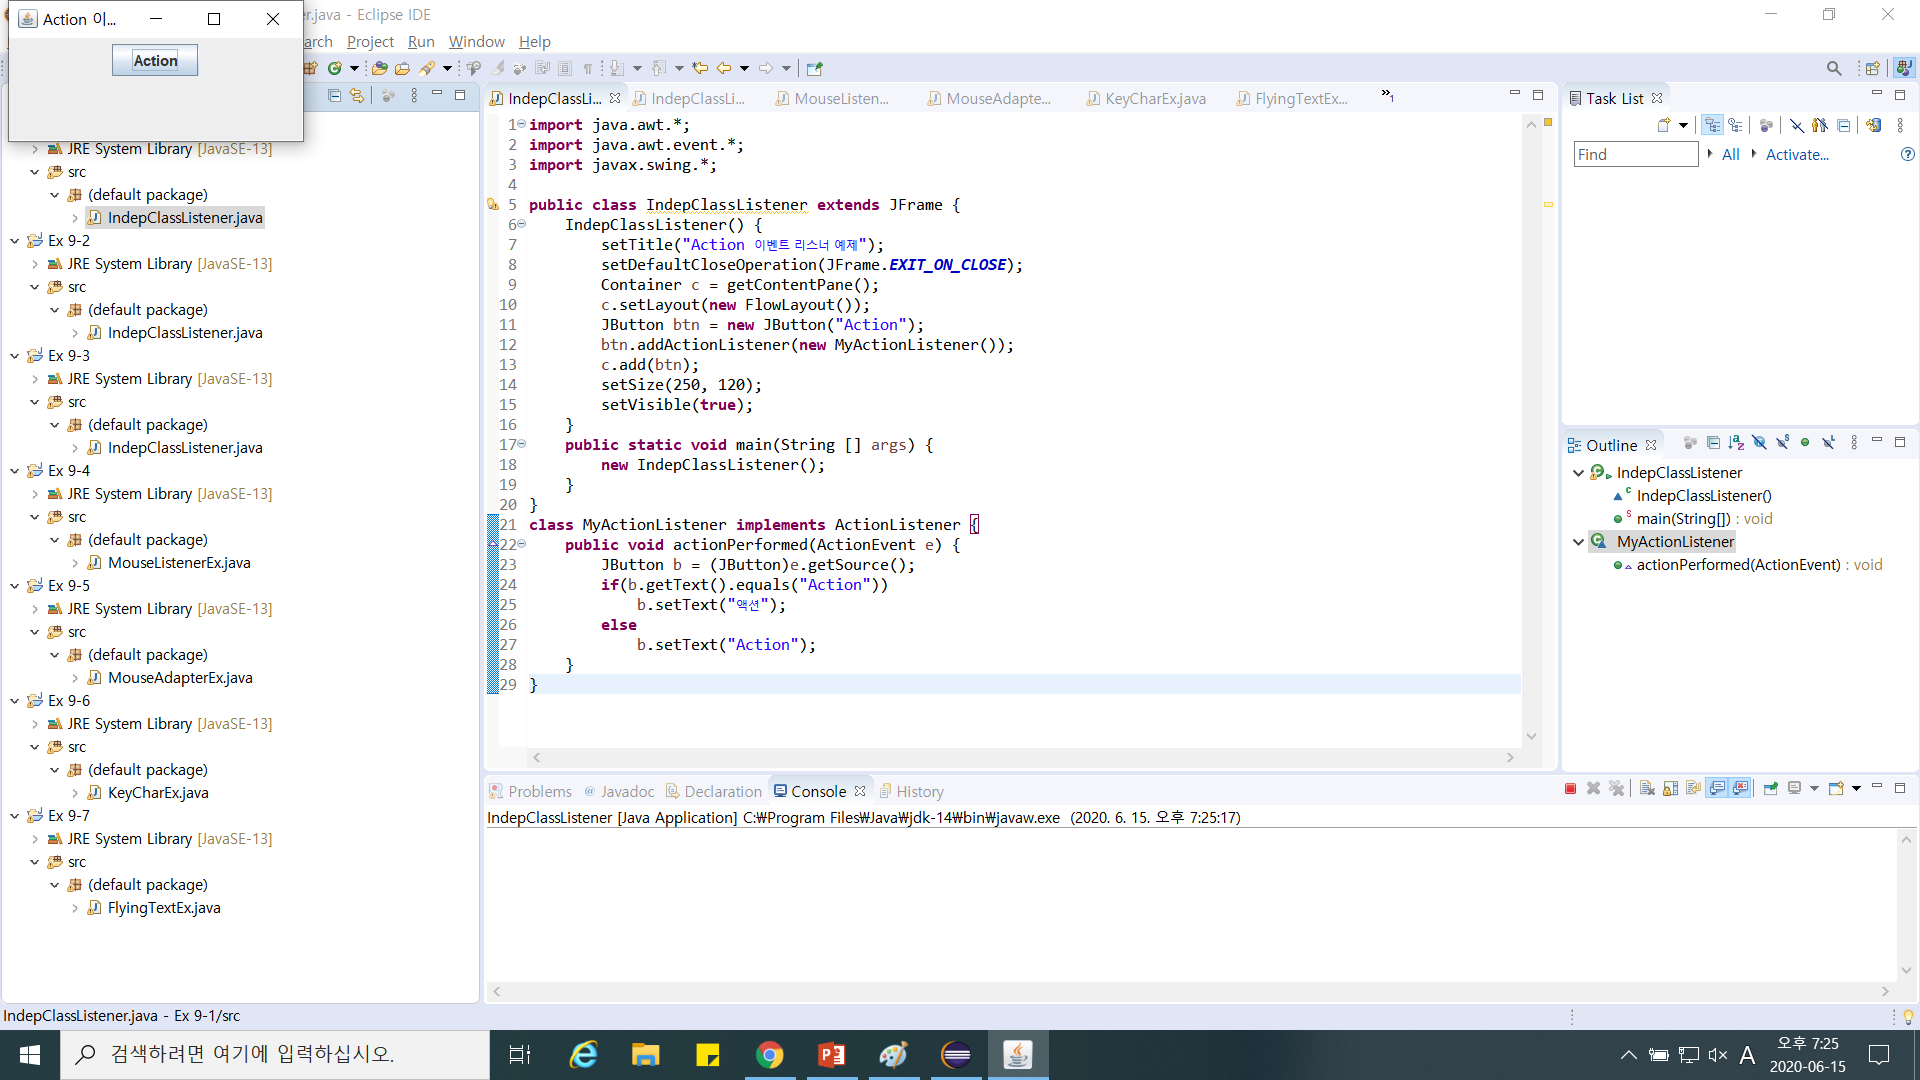 Action 이...
Action
r.java - Eclipse IDE
arch Project Run Window Help
JRE System Library [JavaSE-13]
src
(default package)
IndepClassListener.java
Ex 9-2
JRE System Library [JavaSE-13]
src
(default package)
IndepClassListener.java
Ex 9-3
JRE System Library [JavaSE-13]
src
(default package)
IndepClassListener.java
Ex 9-4
JRE System Library [JavaSE-13]
src
(default package)
MouseListenerEx.java
Ex 9-5
JRE System Library [JavaSE-13]
src
(default package)
MouseAdapterEx.java
Ex 9-6
JRE System Library [JavaSE-13]
src
(default package)
KeyCharEx.java
Ex 9-7
JRE System Library [JavaSE-13]
src
(default package)
FlyingTextEx.java
IndepClassLi... IndepClassLi... MouseListen... MouseAdapte... KeyCharEx.java FlyingTextEx... »1
1 import java.awt.*;
2 import java.awt.event.*;
3 import javax.swing.*;
4
5 public class IndepClassListener extends JFrame {
6 IndepClassListener() {
7 setTitle("Action 이벤트 리스너 예제");
8 setDefaultCloseOperation(JFrame.EXIT_ON_CLOSE);
9 Container c = getContentPane();
10 c.setLayout(new FlowLayout());
11 JButton btn = new JButton("Action");
12 btn.addActionListener(new MyActionListener());
13 c.add(btn);
14 setSize(250, 120);
15 setVisible(true);
16 }
17 public static void main(String [] args) {
18 new IndepClassListener();
19 }
20 }
21 class MyActionListener implements ActionListener {
22 public void actionPerformed(ActionEvent e) {
23 JButton b = (JButton)e.getSource();
24 if(b.getText().equals("Action"))
25 b.setText("액션");
26 else
27 b.setText("Action");
28 }
29 }
Task List
Find All Activate...
Outline
IndepClassListener
IndepClassListener()
main(String[]) : void
MyActionListener
actionPerformed(ActionEvent) : void
Problems Javadoc Declaration Console History
IndepClassListener [Java Application] C:₩Program Files₩Java₩jdk-14₩bin₩javaw.exe (2020. 6. 15. 오후 7:25:17)
IndepClassListener.java - Ex 9-1/src
검색하려면 여기에 입력하십시오.
A
오후 7:25
2020-06-15